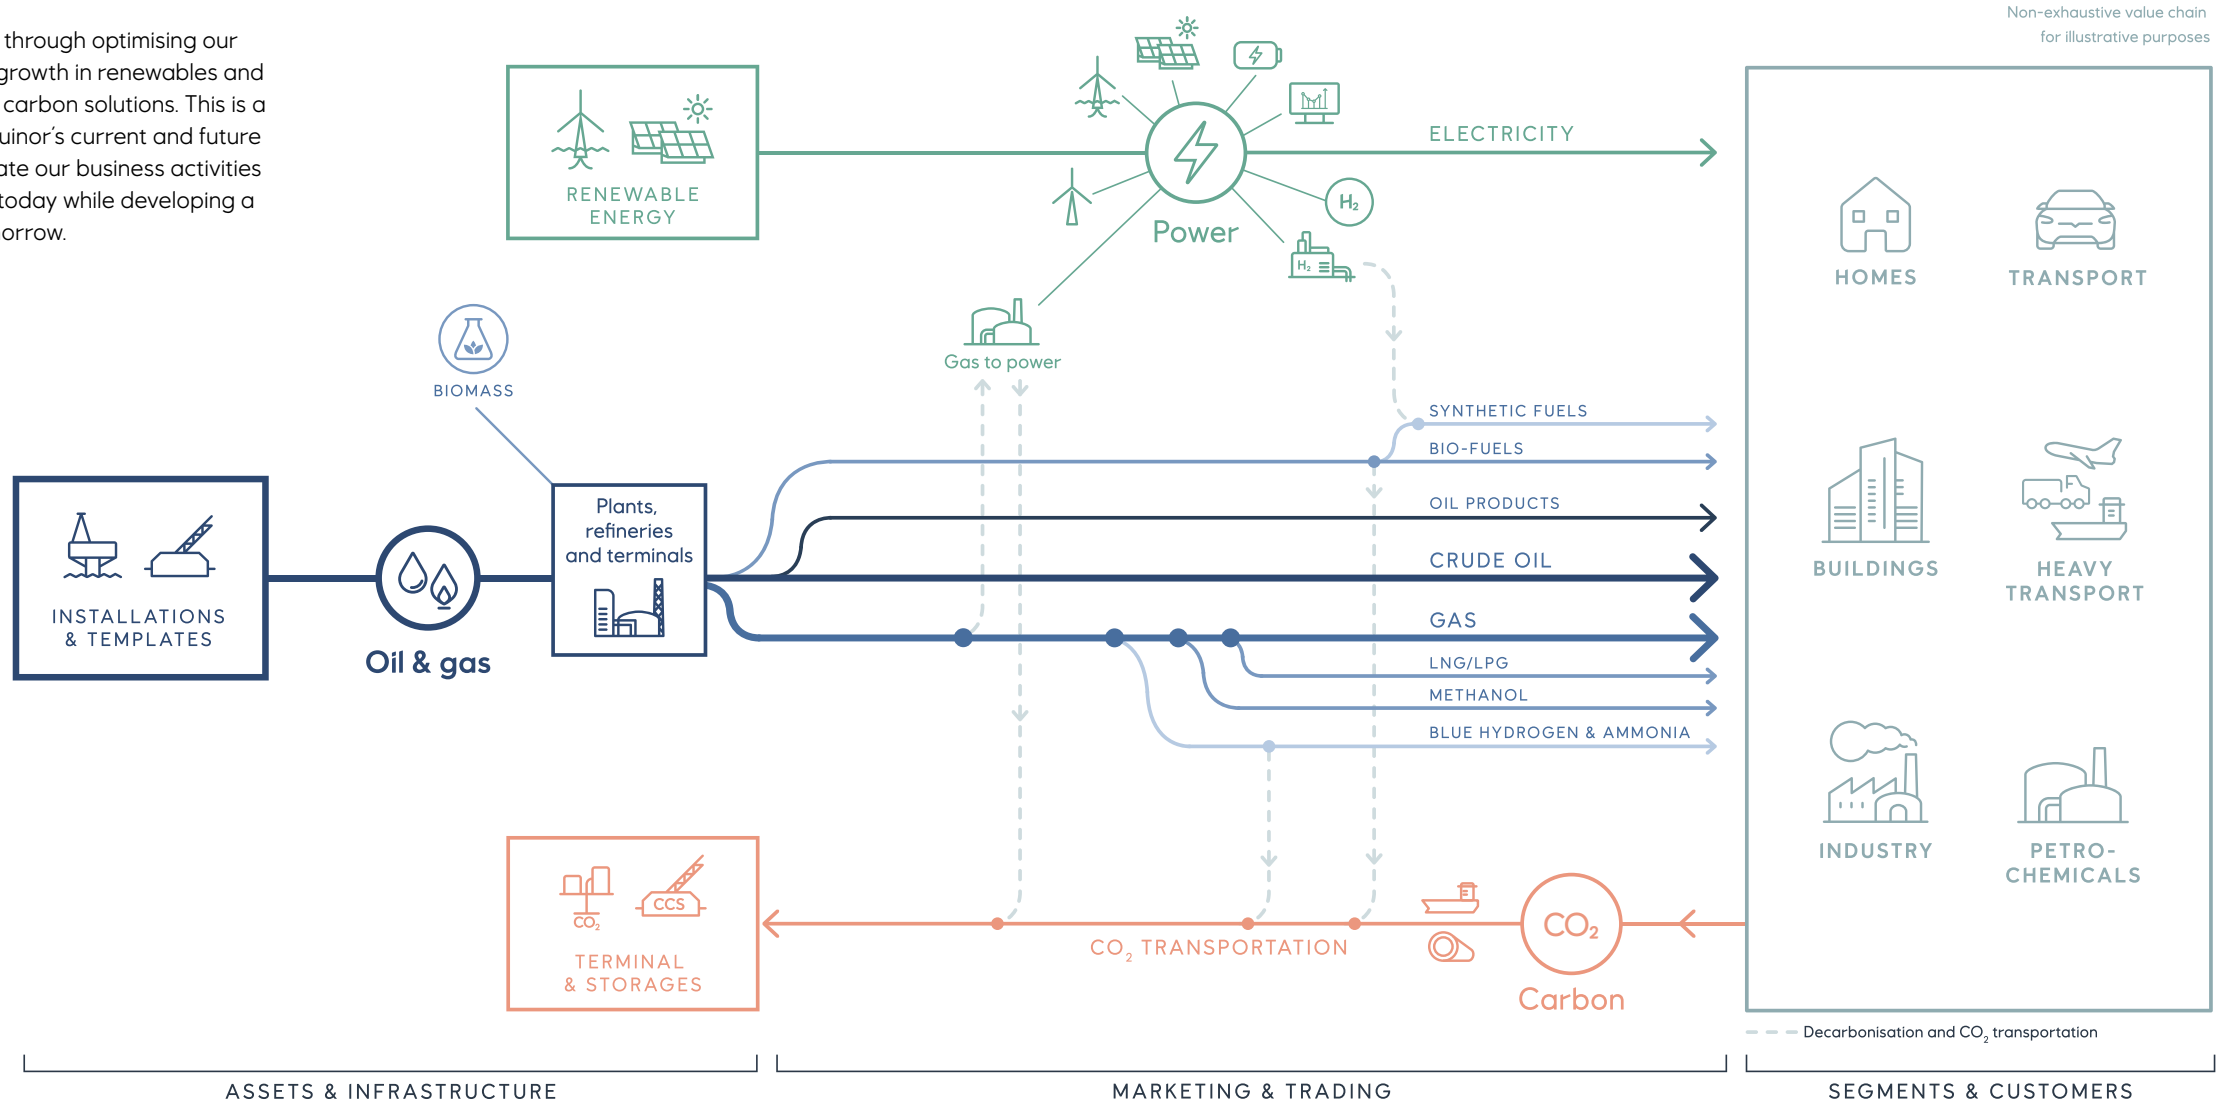 through optimising our
growth in renewables and
carbon solutions. This is a
uinor's current and future
ate our business activities
today while developing a
orrow.
Non-exhaustive value chain
for illustrative purposes
RENEWABLE
ENERGY
Power
ELECTRICITY
H₂
H₂
Gas to power
BIOMASS
INSTALLATIONS
& TEMPLATES
Oil & gas
Plants,
refineries
and terminals
SYNTHETIC FUELS
BIO-FUELS
OIL PRODUCTS
CRUDE OIL
GAS
LNG/LPG
METHANOL
BLUE HYDROGEN & AMMONIA
HOMES
TRANSPORT
BUILDINGS
HEAVY
TRANSPORT
INDUSTRY
PETRO-
CHEMICALS
CO₂
CCS
TERMINAL
& STORAGES
CO₂ TRANSPORTATION
CO₂
Carbon
Decarbonisation and CO₂ transportation
ASSETS & INFRASTRUCTURE
MARKETING & TRADING
SEGMENTS & CUSTOMERS